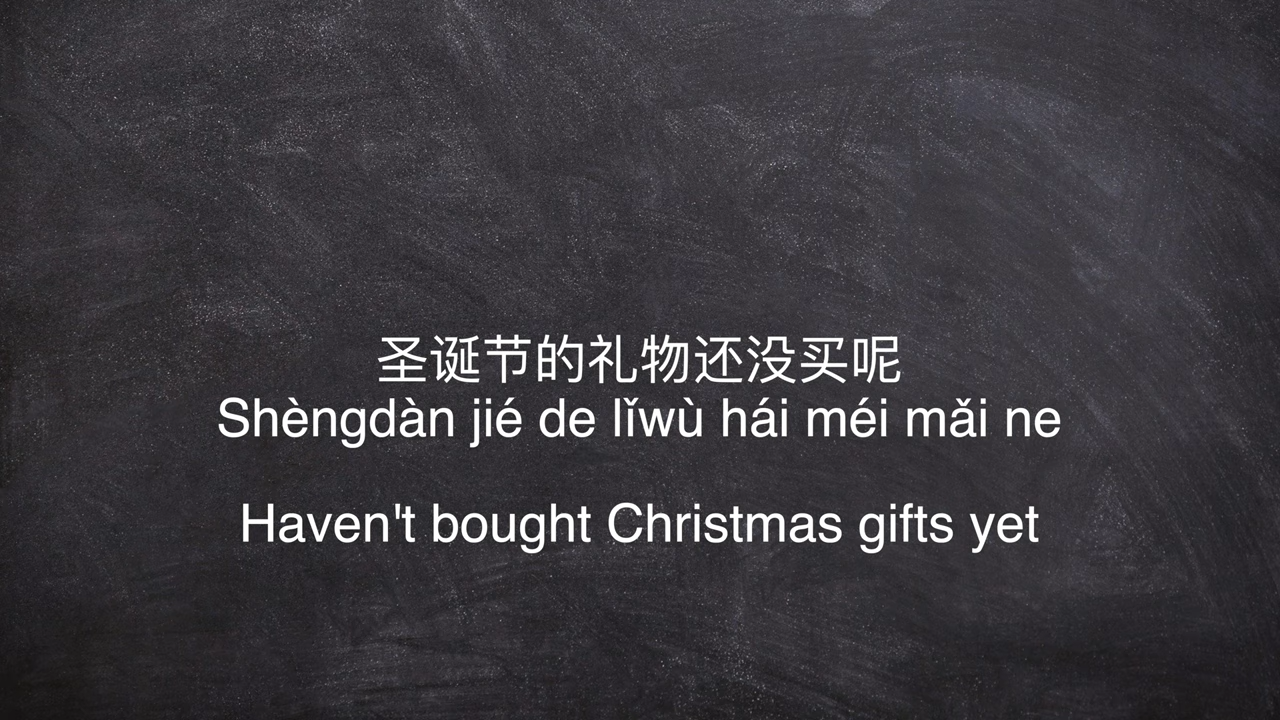 圣诞节的礼物还没买呢
Shèngdàn jié de lǐwù hái méi mǎi ne
Haven't bought Christmas gifts yet